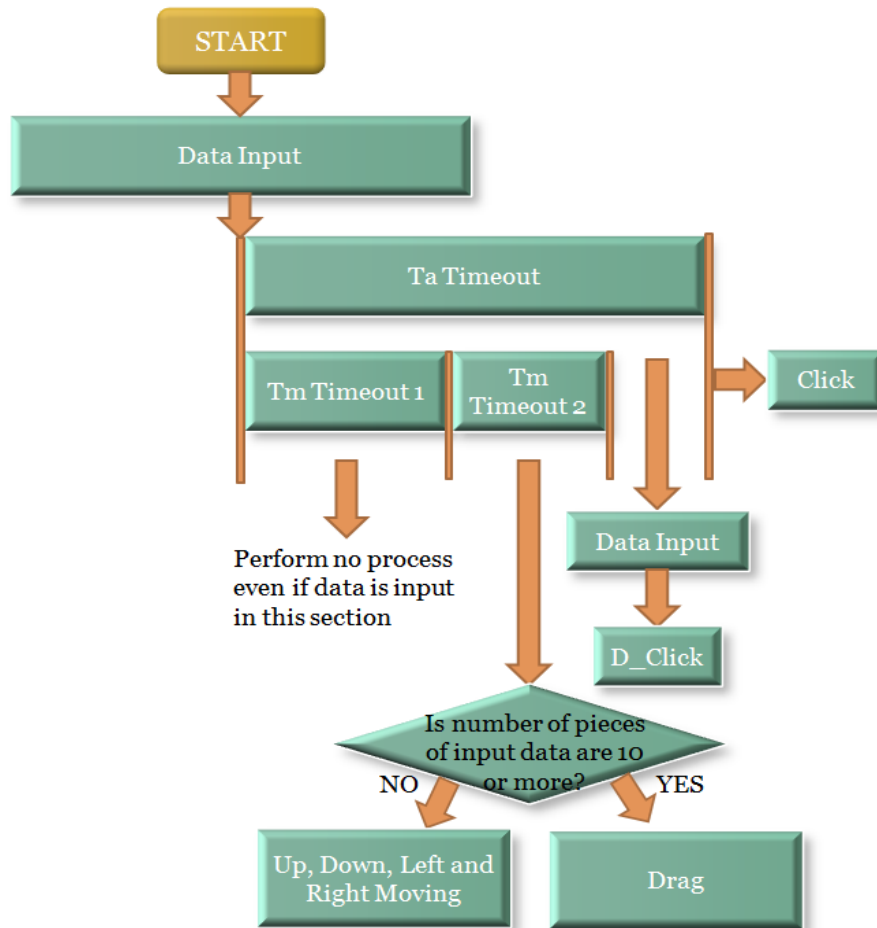 START
Data Input
Ta Timeout
Tm Timeout 1
Tm
Timeout 2
Click
Perform no process
even if data is input
in this section
Data Input
D_Click
Is number of pieces
of input data are 10
or more?
NO
YES
Up, Down, Left and
Right Moving
Drag